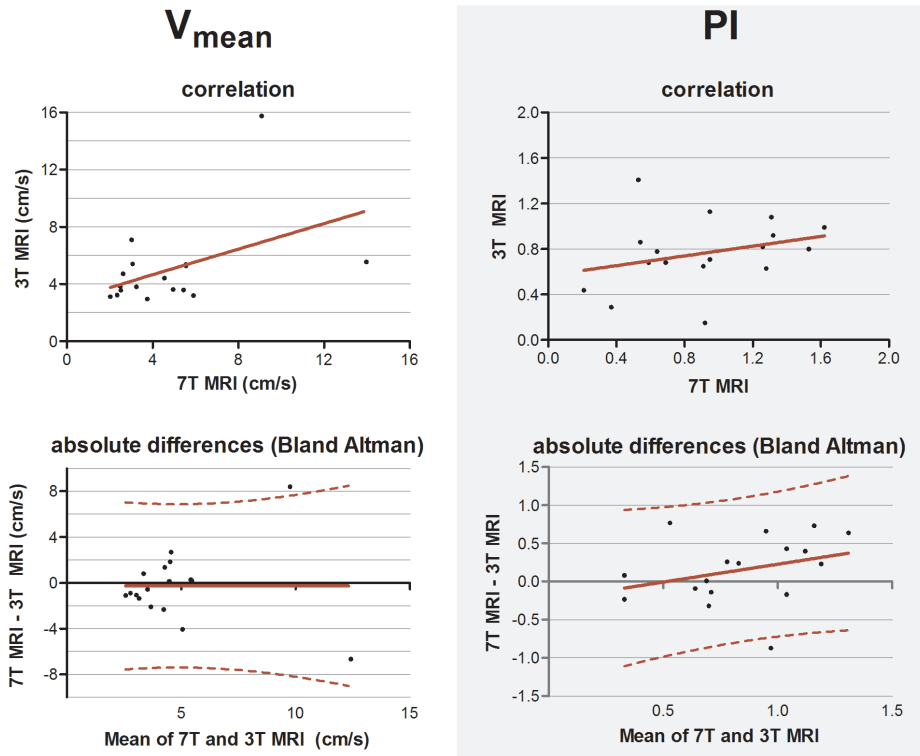 Vmean
PI
correlation
16
12
8
4
0
0
4
8
12
16
3T MRI (cm/s)
7T MRI (cm/s)
correlation
2.0
1.6
1.2
0.8
0.4
0.0
0.0
0.4
0.8
1.2
1.6
2.0
3T MRI
7T MRI
absolute differences (Bland Altman)
8
4
0
-4
-8
5
10
15
7T MRI - 3T MRI (cm/s)
Mean of 7T and 3T MRI (cm/s)
absolute differences (Bland Altman)
1.5
1.0
0.5
0.0
-0.5
-1.0
-1.5
0.5
1.0
1.5
7T MRI - 3T MRI
Mean of 7T and 3T MRI